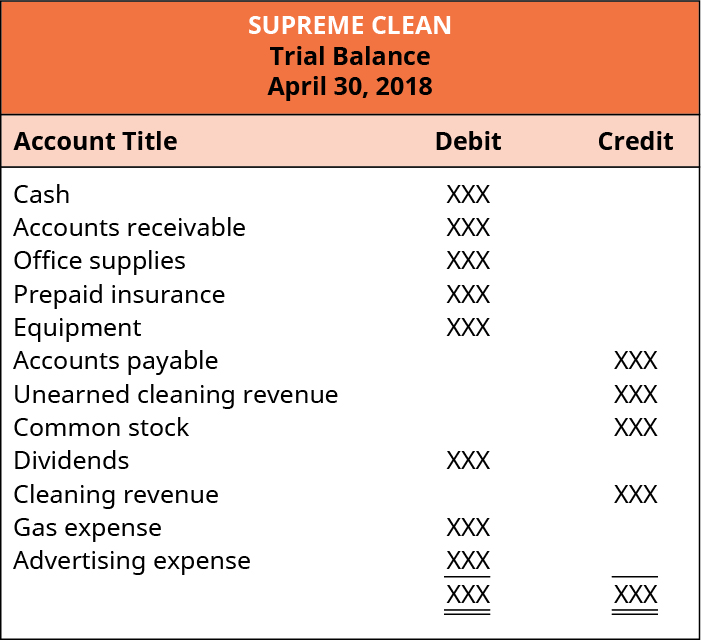 SUPREME CLEAN
Trial Balance
April 30, 2018
Account Title Debit Credit
Cash XXX
Accounts receivable XXX
Office supplies XXX
Prepaid insurance XXX
Equipment XXX
Accounts payable XXX
Unearned cleaning revenue XXX
Common stock XXX
Dividends XXX
Cleaning revenue XXX
Gas expense XXX
Advertising expense XXX
XXX XXX